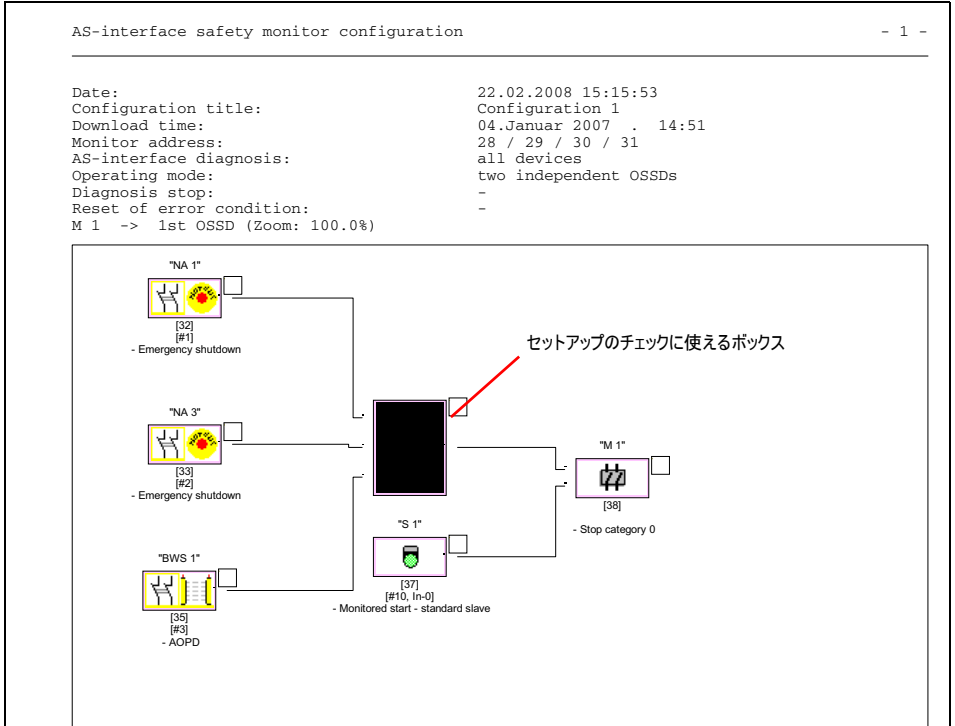 AS-interface safety monitor configuration - 1 -
Date: 22.02.2008 15:15:53
Configuration title: Configuration 1
Download time: 04.Januar 2007 . 14:51
Monitor address: 28 / 29 / 30 / 31
AS-interface diagnosis: all devices
Operating mode: two independent OSSDs
Diagnosis stop: -
Reset of error condition: -
M 1 -> 1st OSSD (Zoom: 100.0%)
"NA 1"
[32]
[#1]
- Emergency shutdown
セットアップのチェックに使えるボックス
"NA 3"
[33]
[#2]
- Emergency shutdown
"M 1"
[38]
- Stop category 0
"S 1"
[37]
[#10, In-0]
- Monitored start - standard slave
"BWS 1"
[35]
[#3]
- AOPD